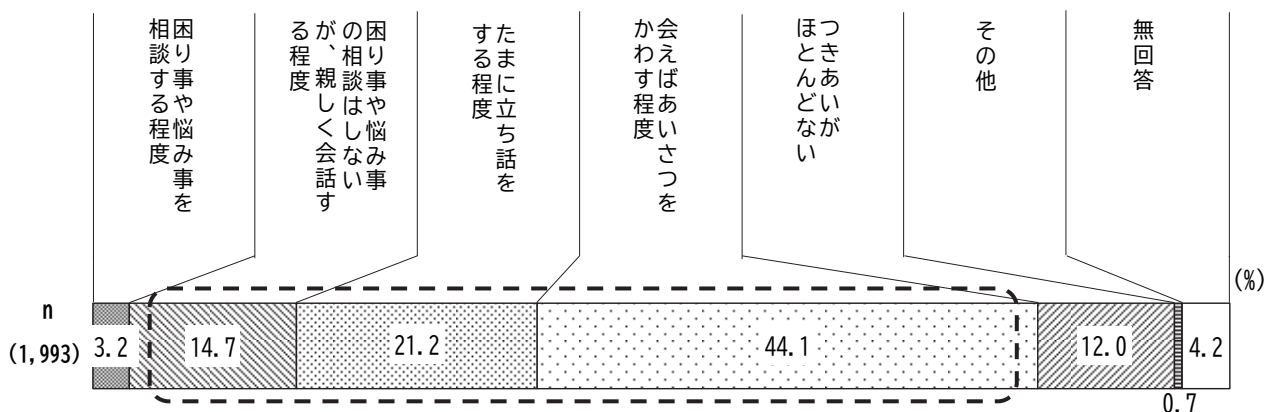 困り事や悩み事を
相談する程度
困り事や悩み事
の相談はしない
が、親しく会話す
る程度
たまに立ち話を
する程度
会えばあいさつを
かわす程度
つきあいが
ほとんどない
その他
無回答
(%)
n
(1,993)
3.2
14.7
21.2
44.1
12.0
4.2
0.7